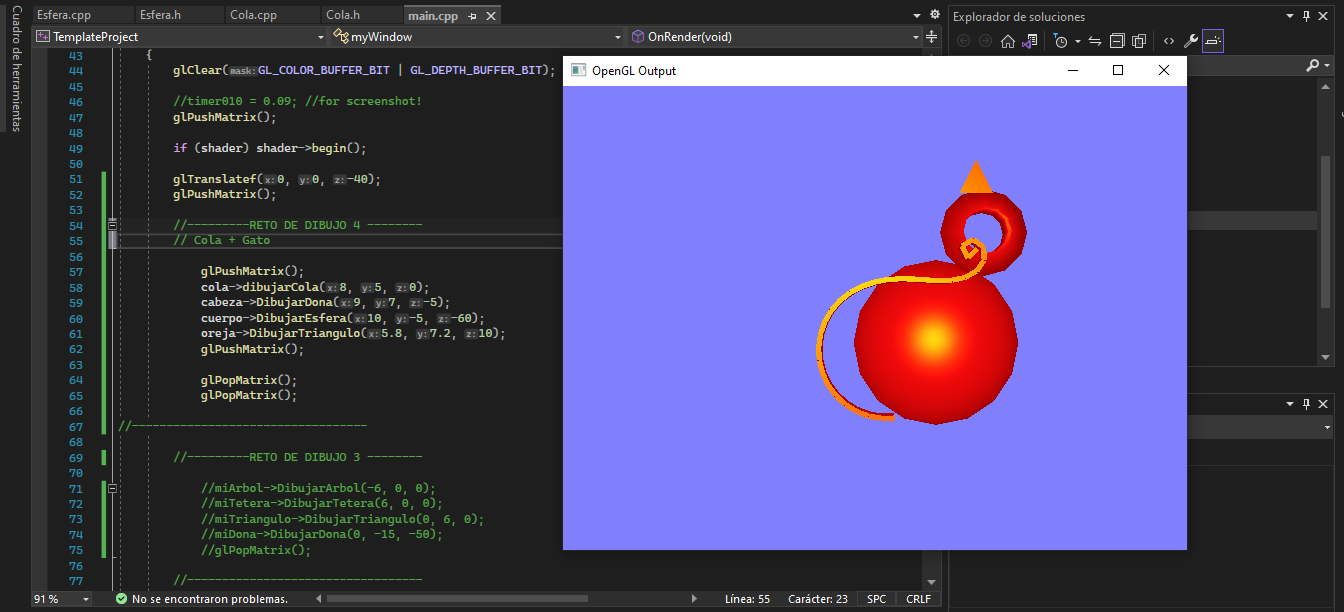 Cuadro de herramientas
Esfera.cpp
Esfera.h
Cola.cpp
Cola.h
main.cpp
TemplateProject
myWindow
OnRender(void)
Explorador de soluciones
OpenGL Output
43 {
44 glClear(mask:GL_COLOR_BUFFER_BIT | GL_DEPTH_BUFFER_BIT);
45
46 //timer010 = 0.09; //for screenshot!
47 glPushMatrix();
48
49 if (shader) shader->begin();
50
51 glTranslatef(x:0, y:0, z:-40);
52 glPushMatrix();
53
54 //---------RETO DE DIBUJO 4 --------
55 // Cola + Gato
56
57 glPushMatrix();
58 cola->dibujarCola(x:8, y:5, z:0);
59 cabeza->DibujarDona(x:9, y:7, z:-5);
60 cuerpo->DibujarEsfera(x:10, y:-5, z:-60);
61 oreja->DibujarTriangulo(x:5.8, y:7.2, z:10);
62 glPushMatrix();
63
64 glPopMatrix();
65 glPopMatrix();
66
67 //----------------------------------
68
69 //---------RETO DE DIBUJO 3 --------
70
71 //miArbol->DibujarArbol(-6, 0, 0);
72 //miTetera->DibujarTetera(6, 0, 0);
73 //miTriangulo->DibujarTriangulo(0, 6, 0);
74 //miDona->DibujarDona(0, -15, -50);
75 //glPopMatrix();
76
77 //----------------------------------
91 %
No se encontraron problemas.
Línea: 55
Carácter: 23
SPC
CRLF